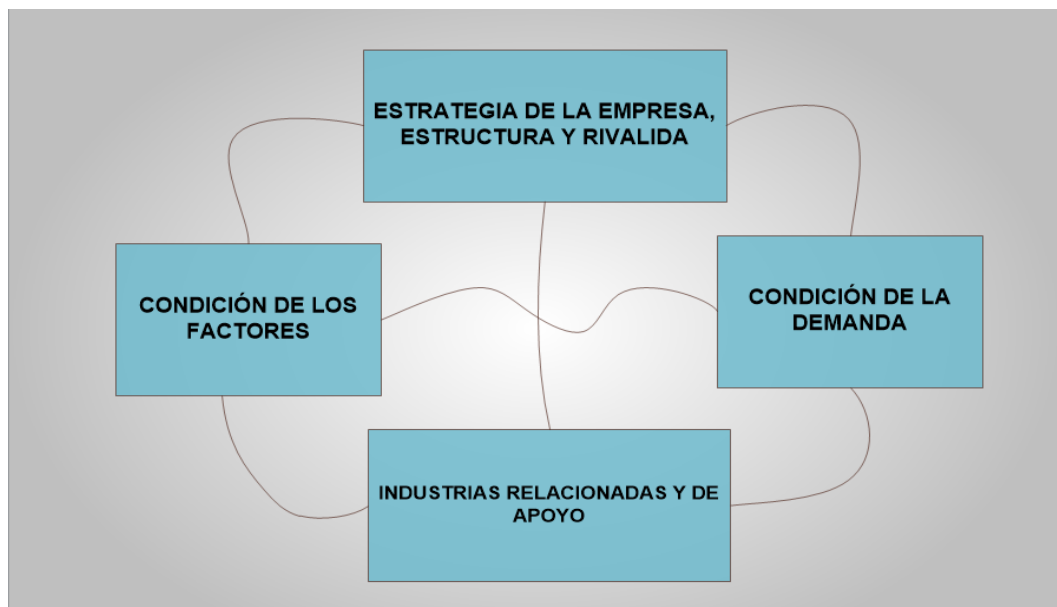 ESTRATEGIA DE LA EMPRESA,
ESTRUCTURA Y RIVALIDA
CONDICIÓN DE LOS
FACTORES
CONDICIÓN DE LA
DEMANDA
INDUSTRIAS RELACIONADAS Y DE
APOYO